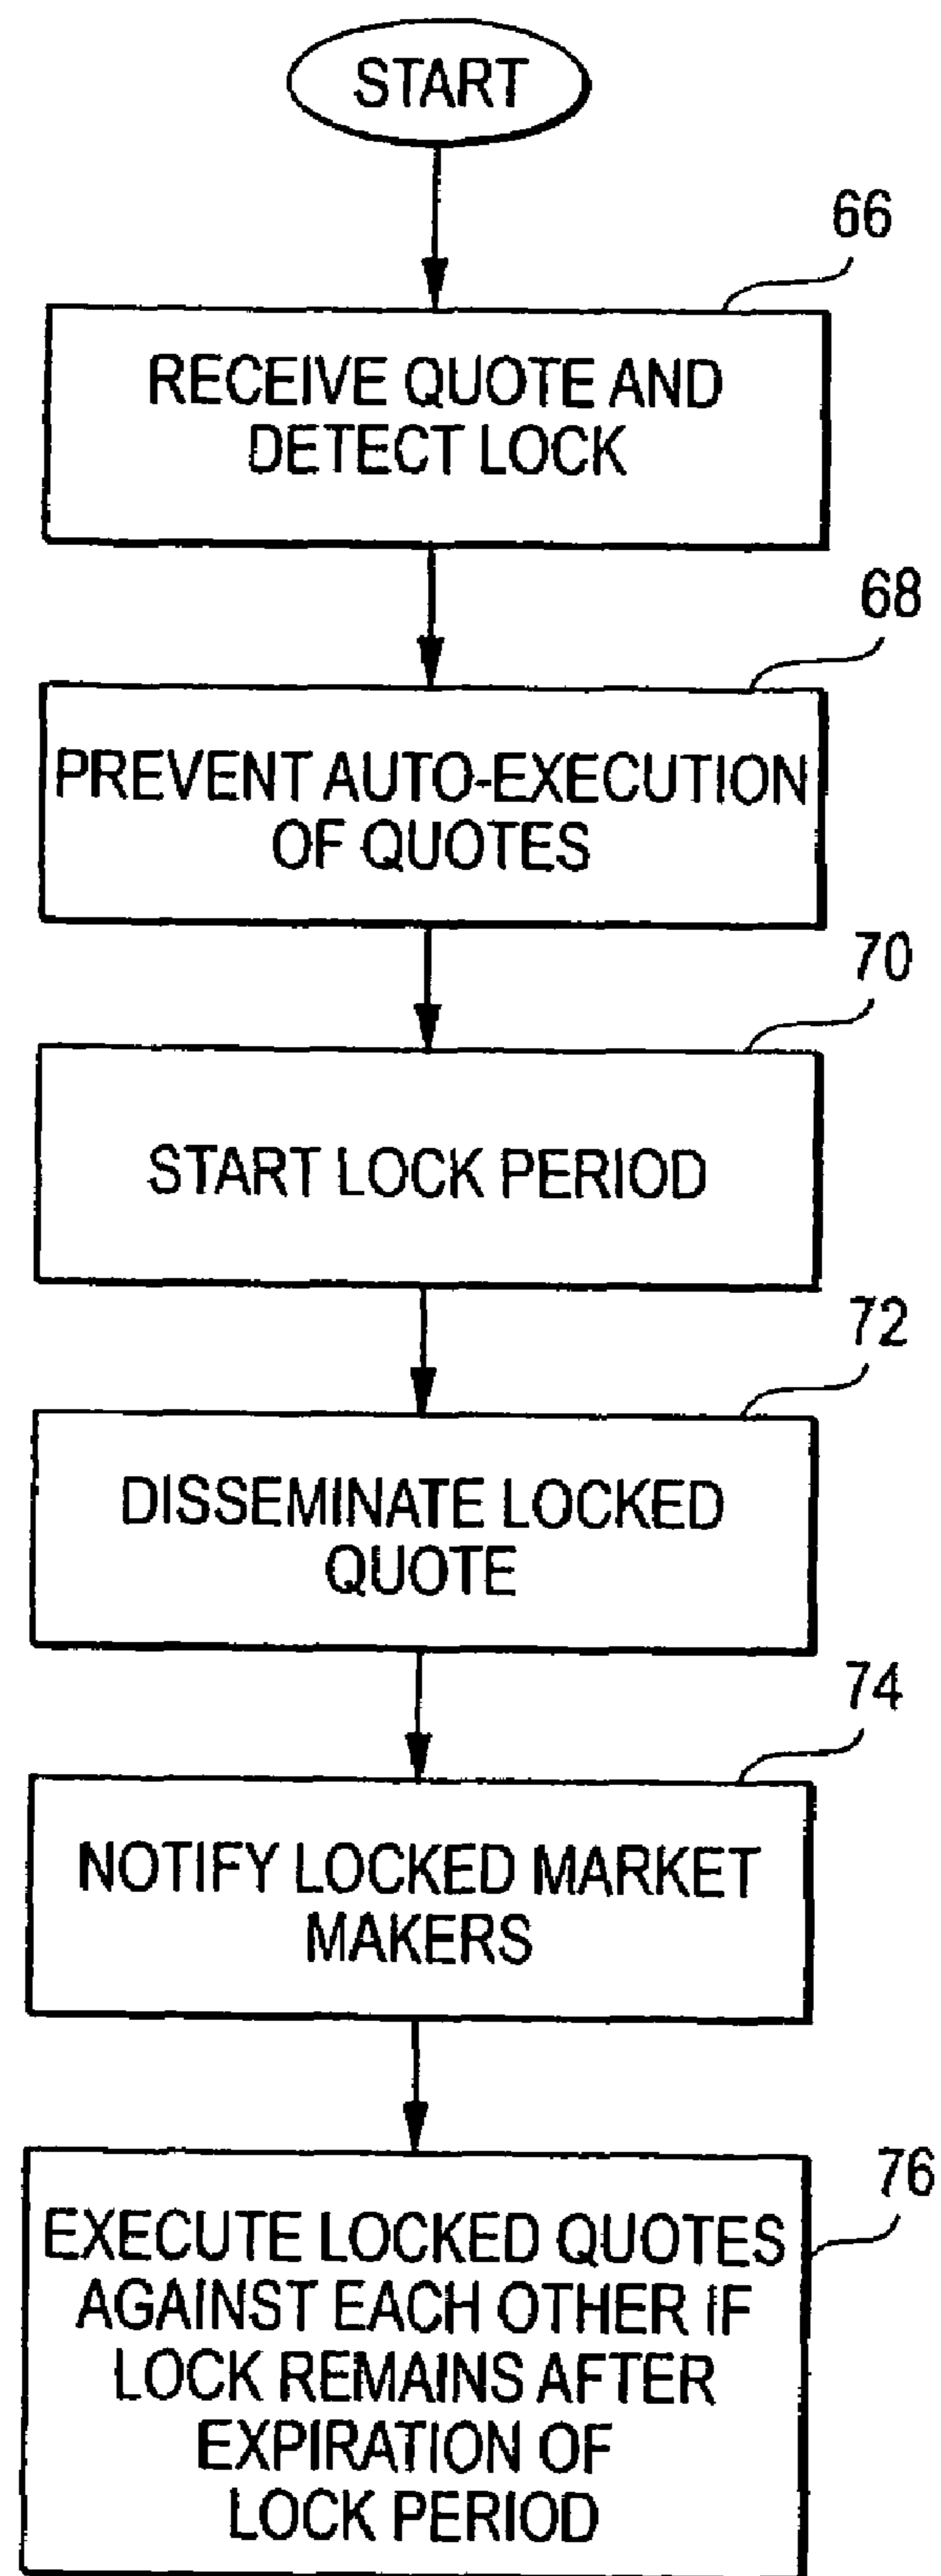 START
66
RECEIVE QUOTE AND
DETECT LOCK
68
PREVENT AUTO-EXECUTION
OF QUOTES
70
START LOCK PERIOD
72
DISSEMINATE LOCKED
QUOTE
74
NOTIFY LOCKED MARKET
MAKERS
76
EXECUTE LOCKED QUOTES
AGAINST EACH OTHER IF
LOCK REMAINS AFTER
EXPIRATION OF
LOCK PERIOD